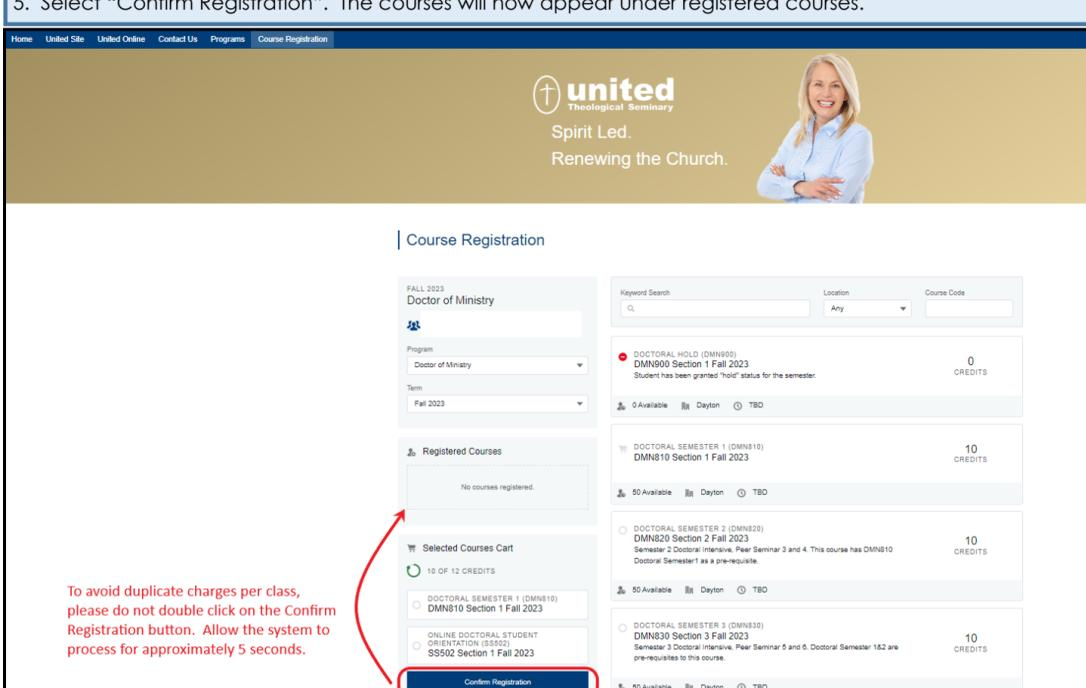 5. Select “Confirm Registration”. The courses will now appear under registered courses.
Home United Site United Online Contact Us Programs Course Registration
united
Theological Seminary
Spirit Led.
Renewing the Church.
Course Registration
FALL 2023
Doctor of Ministry
Program
Doctor of Ministry
Term
Fall 2023
Registered Courses
No courses registered.
Selected Courses Cart
10 OF 12 CREDITS
DOCTORAL SEMESTER 1 (DMN810)
DMN810 Section 1 Fall 2023
ONLINE DOCTORAL STUDENT
ORIENTATION (SS502)
SS502 Section 1 Fall 2023
Confirm Registration
To avoid duplicate charges per class,
please do not double click on the Confirm
Registration button. Allow the system to
process for approximately 5 seconds.
Keyword Search Location Course Code
Any
DOCTORAL HOLD (DMN900)
DMN900 Section 1 Fall 2023
Student has been granted "hold" status for the semester.
0 CREDITS
0 Available Dayton TBD
DOCTORAL SEMESTER 1 (DMN810)
DMN810 Section 1 Fall 2023
10 CREDITS
50 Available Dayton TBD
DOCTORAL SEMESTER 2 (DMN820)
DMN820 Section 2 Fall 2023
Semester 2 Doctoral Intensive, Peer Seminar 3 and 4. This course has DMN810
Doctoral Semester1 as a pre-requisite.
10 CREDITS
50 Available Dayton TBD
DOCTORAL SEMESTER 3 (DMN830)
DMN830 Section 3 Fall 2023
Semester 3 Doctoral Intensive, Peer Seminar 5 and 6. Doctoral Semester 1&2 are
pre-requisites to this course.
10 CREDITS
50 Available Dayton TBD